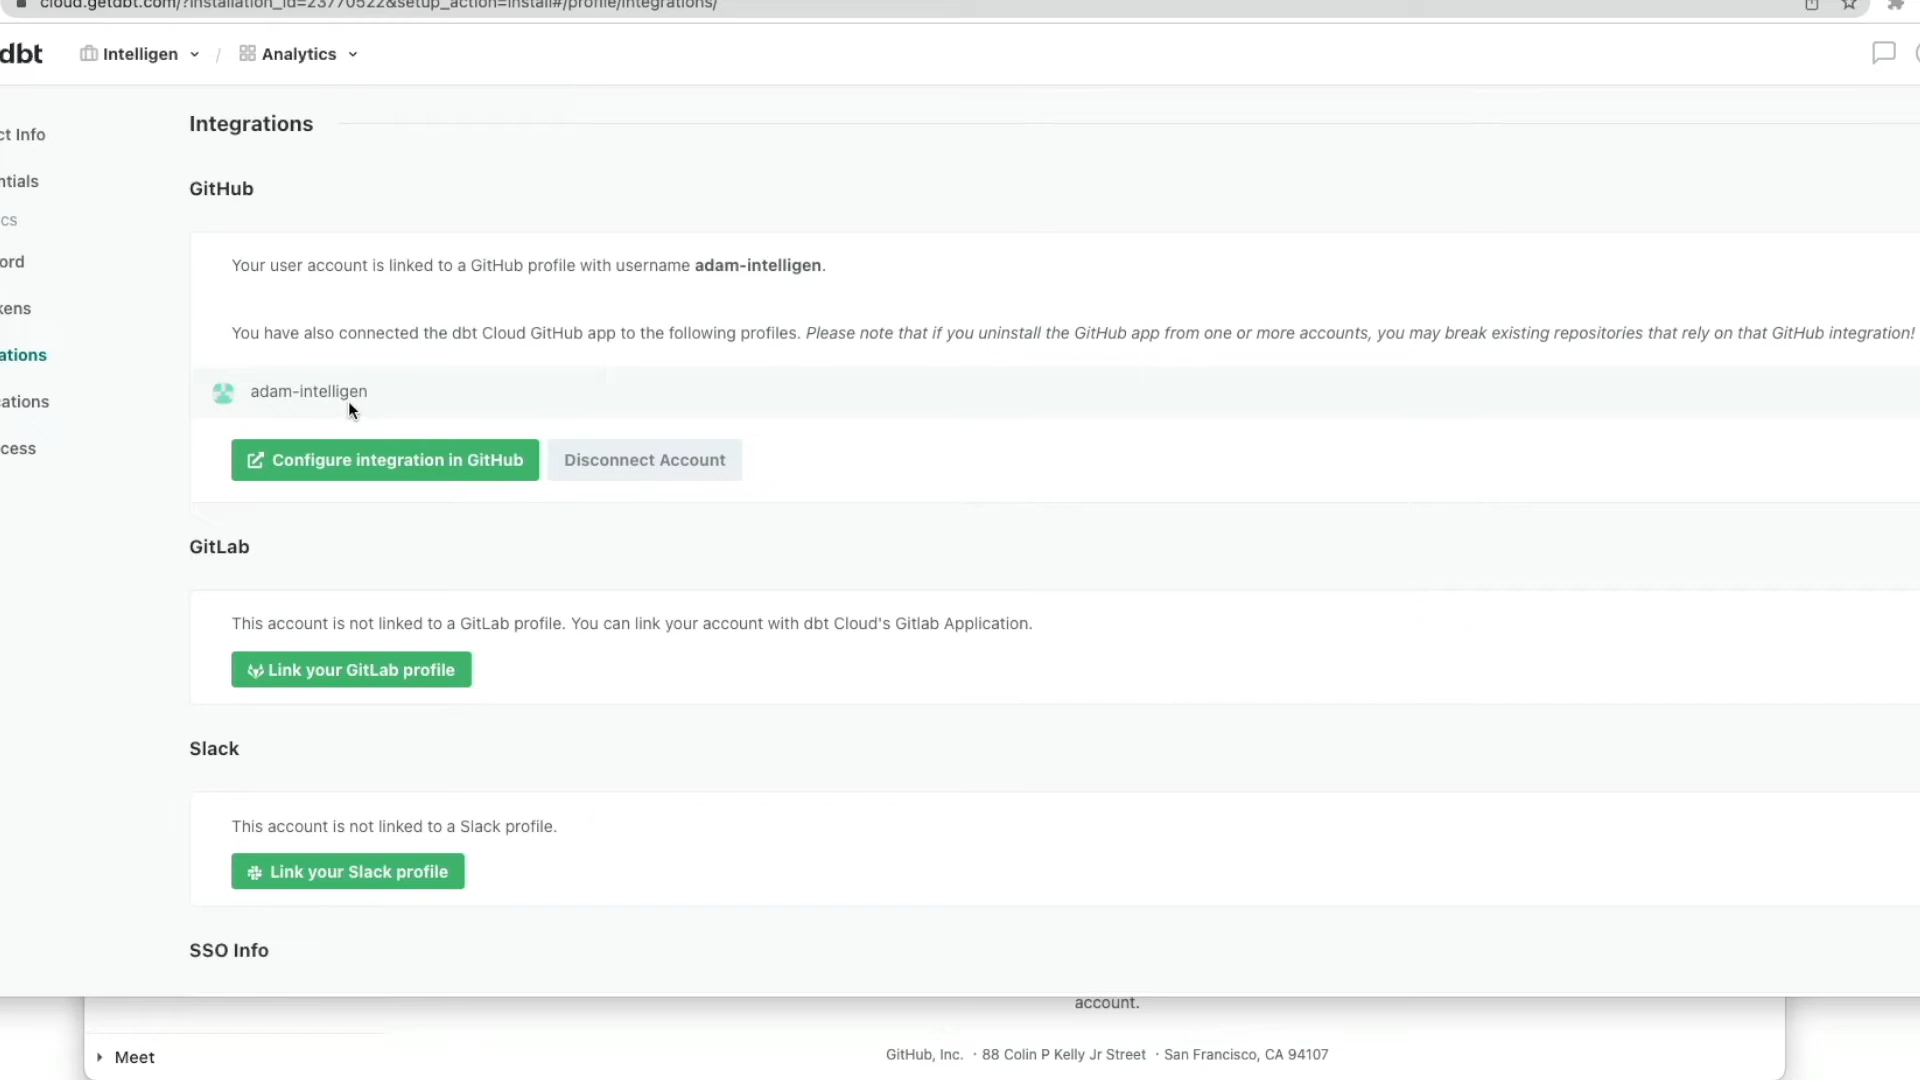 cloud.getdbt.com/?installation_id=23770522&setup_action=install#/profile/integrations/
dbt Intelligen / Analytics
ct Info
ntials
cs
ord
kens
ations
cations
cess
Integrations
GitHub
Your user account is linked to a GitHub profile with username adam-intelligen.
You have also connected the dbt Cloud GitHub app to the following profiles. Please note that if you uninstall the GitHub app from one or more accounts, you may break existing repositories that rely on that GitHub integration!
adam-intelligen
Configure integration in GitHub Disconnect Account
GitLab
This account is not linked to a GitLab profile. You can link your account with dbt Cloud's Gitlab Application.
Link your GitLab profile
Slack
This account is not linked to a Slack profile.
Link your Slack profile
SSO Info
account.
Meet
GitHub, Inc. · 88 Colin P Kelly Jr Street · San Francisco, CA 94107